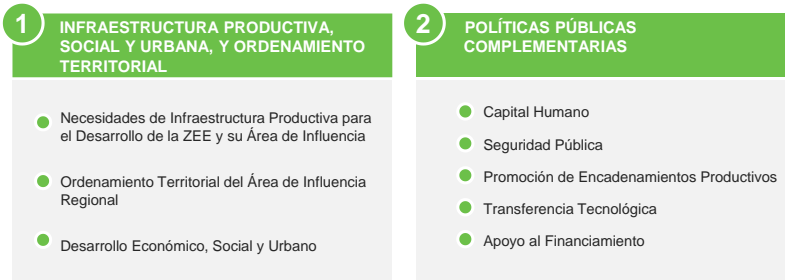 1
INFRAESTRUCTURA PRODUCTIVA,
SOCIAL Y URBANA, Y ORDENAMIENTO
TERRITORIAL
Necesidades de Infraestructura Productiva para
el Desarrollo de la ZEE y su Área de Influencia
Ordenamiento Territorial del Área de Influencia
Regional
Desarrollo Económico, Social y Urbano
2
POLÍTICAS PÚBLICAS
COMPLEMENTARIAS
Capital Humano
Seguridad Pública
Promoción de Encadenamientos Productivos
Transferencia Tecnológica
Apoyo al Financiamiento